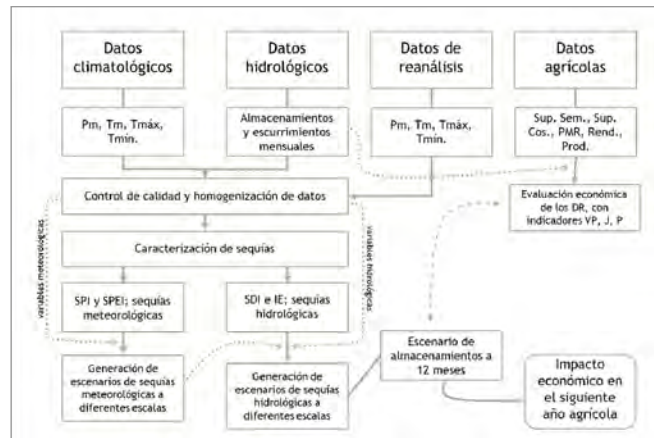 Datos
climatológicos
Datos
hidrológicos
Datos de
reanálisis
Datos
agrícolas
Pm, Tm, Tmáx,
Tmín.
Almacenamientos
y escurrimientos
mensuales
Pm, Tm, Tmáx,
Tmín.
Sup. Sem., Sup.
Cos., PMR, Rend.,
Prod.
Control de calidad y homogenización de datos
Evaluación económica
de los DR, con
indicadores VP, J, P
Caracterización de sequías
variables meteorológicas
variables hidrológicas
SPI y SPEI; sequías
meteorológicas
SDI e IE; sequías
hidrológicas
Generación de
escenarios de sequías
meteorológicas a
diferentes escalas
Generación de
escenarios de sequías
hidrológicas a
diferentes escalas
Escenario de
almacenamientos a
12 meses
Impacto
económico en
el siguiente
año agrícola